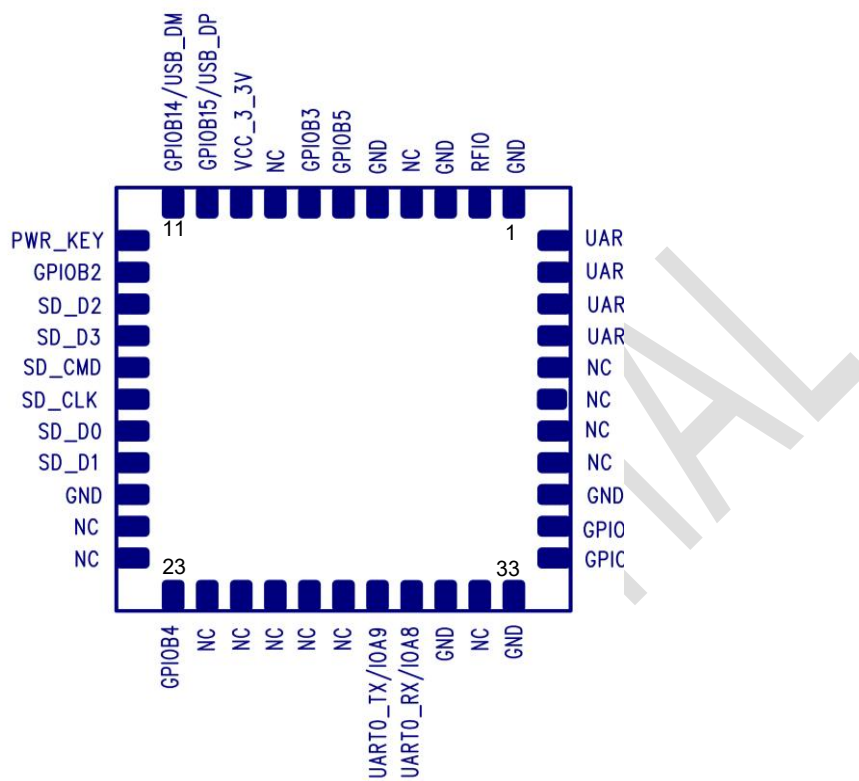 GPIOB14/USB_DM
GPIOB15/USB_DP
VCC_3_3V
NC
GPIOB3
GPIOB5
GND
NC
GND
RFIO
GND
11
1
PWR_KEY
GPIOB2
SD_D2
SD_D3
SD_CMD
SD_CLK
SD_D0
SD_D1
GND
NC
NC
UAR
UAR
UAR
UAR
NC
NC
NC
NC
GND
GPIO
23
33
GPIOB4
NC
NC
NC
NC
NC
UART0_TX/IOA9
UART0_RX/IOA8
GND
NC
GND